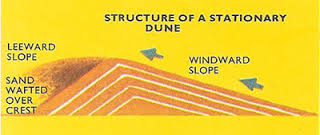 STRUCTURE OF A STATIONARY
DUNE
LEEWARD
SLOPE
WINDWARD
SLOPE
SAND
WAFTED
OVER
CREST